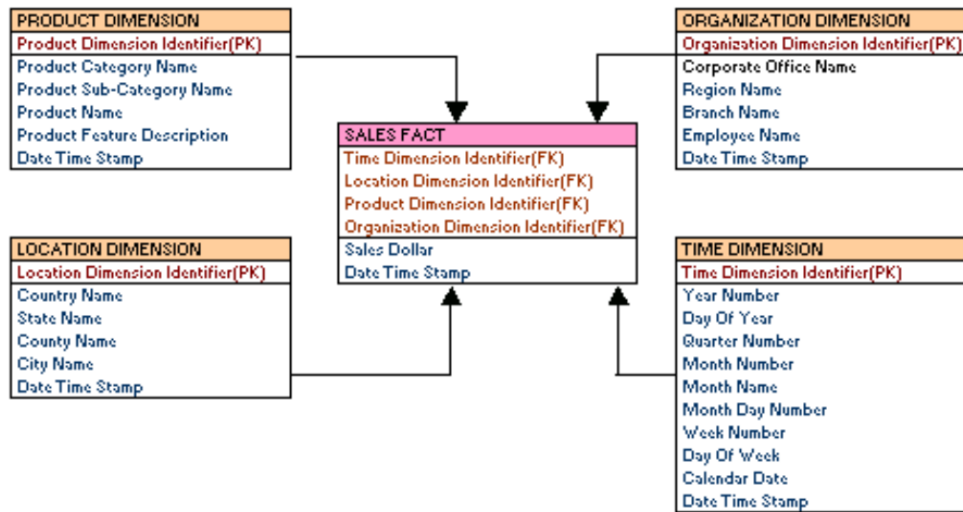 PRODUCT DIMENSION
Product Dimension Identifier(PK)
Product Category Name
Product Sub-Category Name
Product Name
Product Feature Description
Date Time Stamp
ORGANIZATION DIMENSION
Organization Dimension Identifier(PK)
Corporate Office Name
Region Name
Branch Name
Employee Name
Date Time Stamp
SALES FACT
Time Dimension Identifier(FK)
Location Dimension Identifier(FK)
Product Dimension Identifier(FK)
Organization Dimension Identifier(FK)
Sales Dollar
Date Time Stamp
LOCATION DIMENSION
Location Dimension Identifier(PK)
Country Name
State Name
County Name
City Name
Date Time Stamp
TIME DIMENSION
Time Dimension Identifier(PK)
Year Number
Day Of Year
Quarter Number
Month Number
Month Name
Month Day Number
Week Number
Day Of Week
Calendar Date
Date Time Stamp